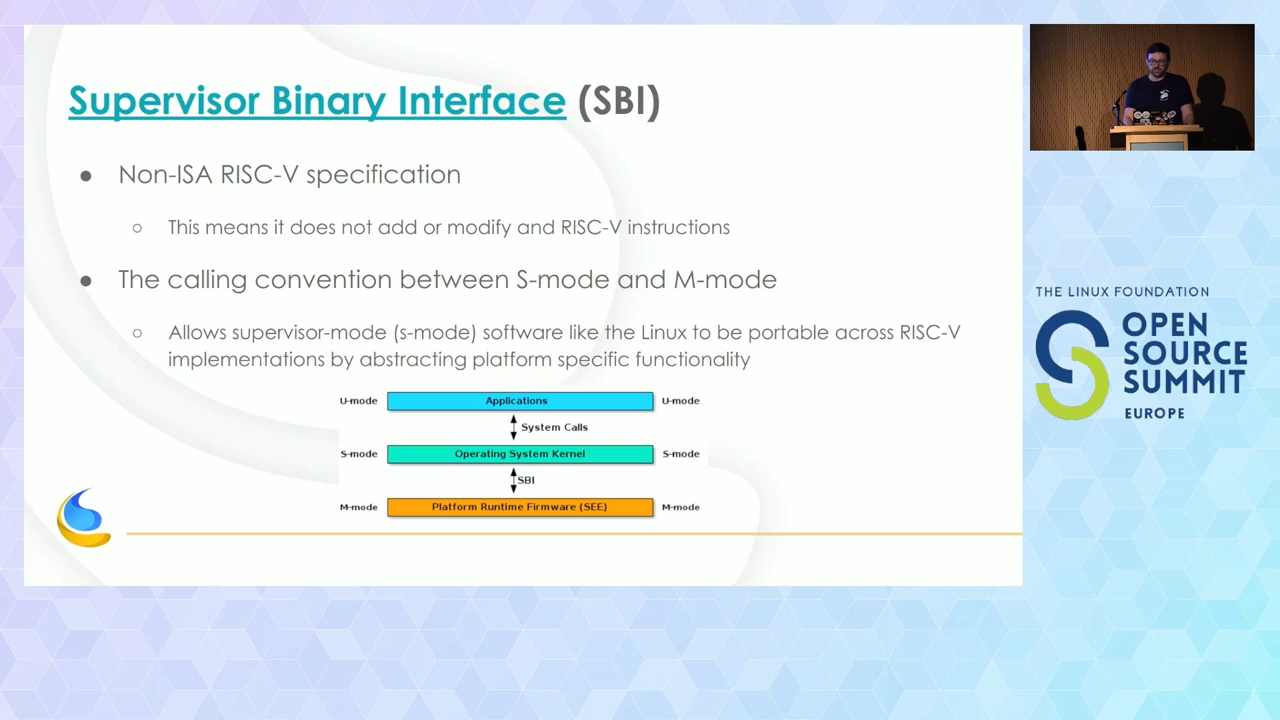 Supervisor Binary Interface (SBI)
● Non-ISA RISC-V specification
○ This means it does not add or modify and RISC-V instructions
● The calling convention between S-mode and M-mode
○ Allows supervisor-mode (s-mode) software like the Linux to be portable across RISC-V
implementations by abstracting platform specific functionality
U-mode Applications U-mode
System Calls
S-mode Operating System Kernel S-mode
SBI
M-mode Platform Runtime Firmware (SEE) M-mode
THE LINUX FOUNDATION
OPEN
SOURCE
SUMMIT
EUROPE